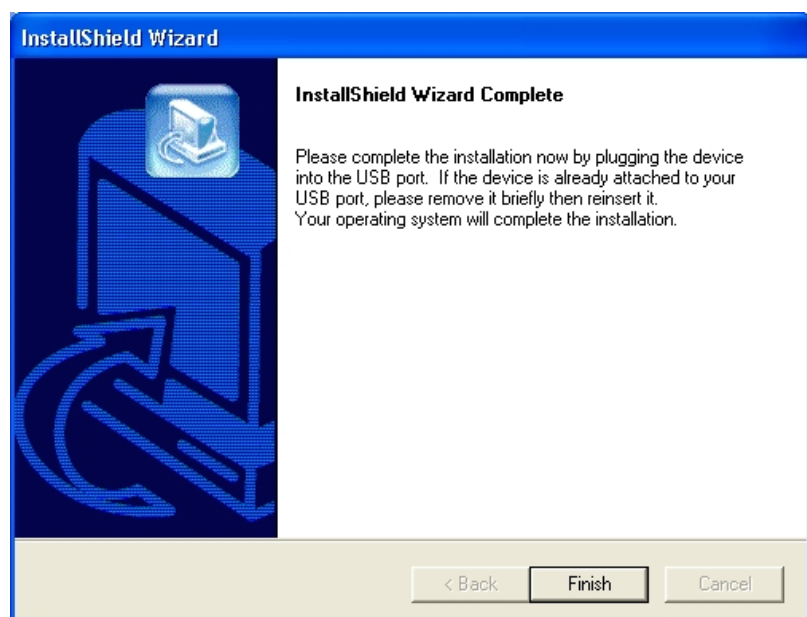 InstallShield Wizard
InstallShield Wizard Complete
Please complete the installation now by plugging the device
into the USB port.  If the device is already attached to your
USB port, please remove it briefly then reinsert it.
Your operating system will complete the installation.
< Back
Finish
Cancel